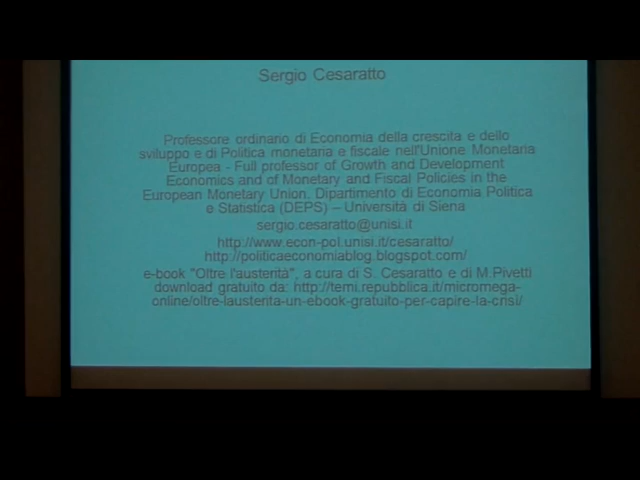 Sergio Cesaratto
Professore ordinario di Economia della crescita e dello
sviluppo e di Politica monetaria e fiscale nell'Unione Monetaria
Europea - Full professor of Growth and Development
Economics and of Monetary and Fiscal Policies in the
European Monetary Union. Dipartimento di Economia Politica
e Statistica (DEPS) – Università di Siena
sergio.cesaratto@unisi.it
http://www.econ-pol.unisi.it/cesaratto/
http://politicaeconomiablog.blogspot.com/
e-book "Oltre l'austerità", a cura di S. Cesaratto e di M.Pivetti
download gratuito da: http://temi.repubblica.it/micromega-
online/oltre-lausterita-un-ebook-gratuito-per-capire-la-crisi/